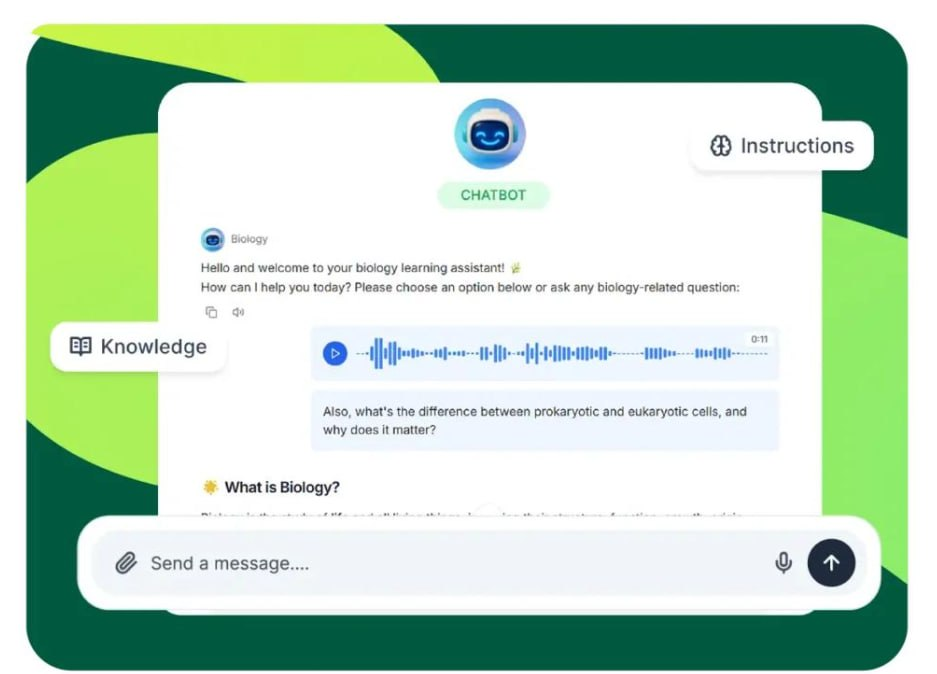 Instructions
CHATBOT
Biology
Hello and welcome to your biology learning assistant! 🌿
How can I help you today? Please choose an option below or ask any biology-related question:
Knowledge
0:11
Also, what's the difference between prokaryotic and eukaryotic cells, and
why does it matter?
🌟 What is Biology?
Send a message....